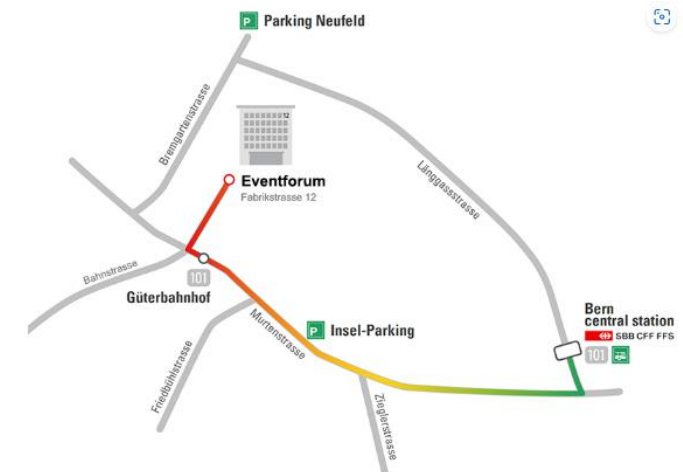 P Parking Neufeld
Bremgartenstrasse
12
Eventforum
Fabrikstrasse 12
Länggassstrasse
Bahnstrasse
101
Güterbahnhof
Murtenstrasse
P Insel-Parking
Friedbühlstrasse
Zieglerstrasse
Bern
central station
SBB CFF FFS
101